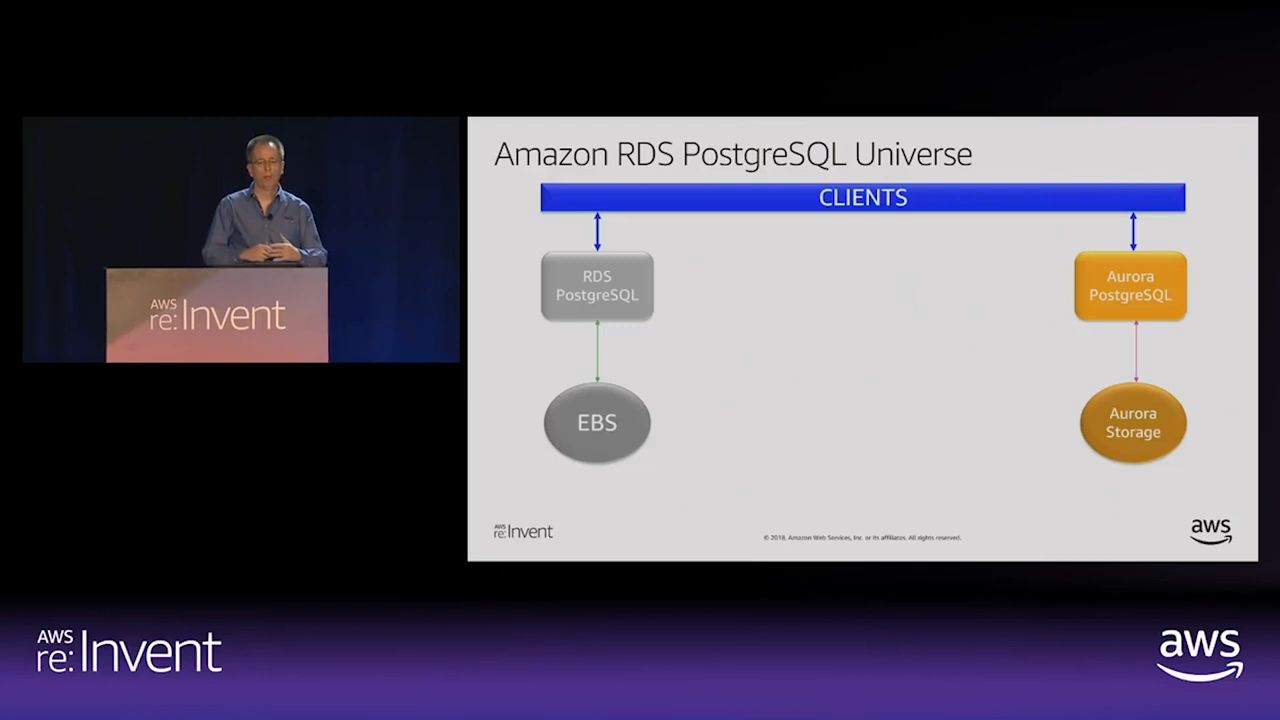 AWS
re:Invent
Amazon RDS PostgreSQL Universe
CLIENTS
RDS
PostgreSQL
Aurora
PostgreSQL
EBS
Aurora
Storage
AWS
re:Invent
© 2018, Amazon Web Services, Inc. or its affiliates. All rights reserved.
aws
AWS
re:Invent
aws